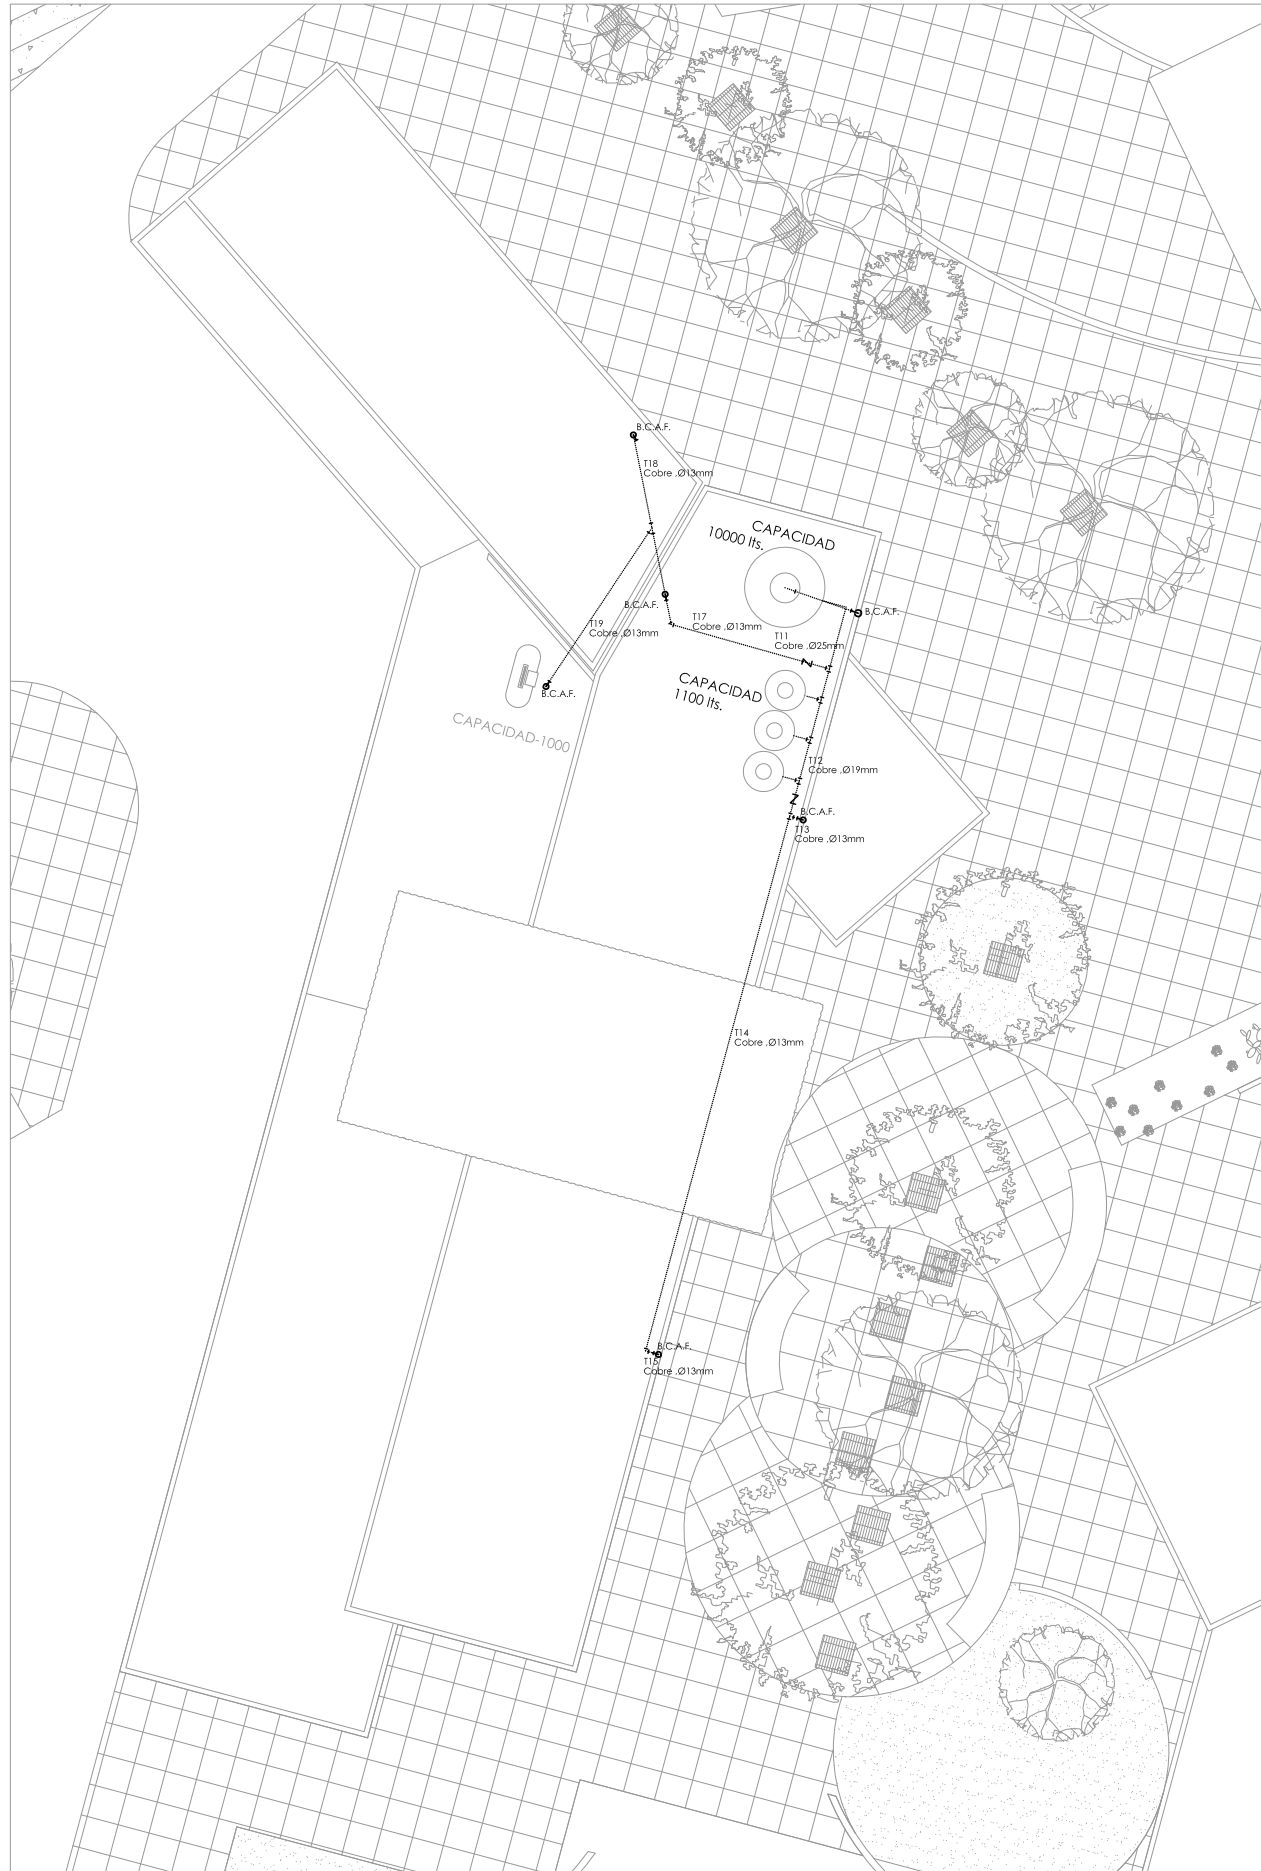 B.C.A.F.
T18
Cobre ,Ø13mm
CAPACIDAD
10000 lts.
B.C.A.F.
B.C.A.F.
T17
Cobre ,Ø13mm
T19
Cobre ,Ø13mm
T11
Cobre ,Ø25mm
B.C.A.F.
CAPACIDAD
1100 lts.
CAPACIDAD-1000
T12
Cobre ,Ø19mm
B.C.A.F.
T13
Cobre ,Ø13mm
T14
Cobre ,Ø13mm
B.C.A.F.
T15
Cobre ,Ø13mm